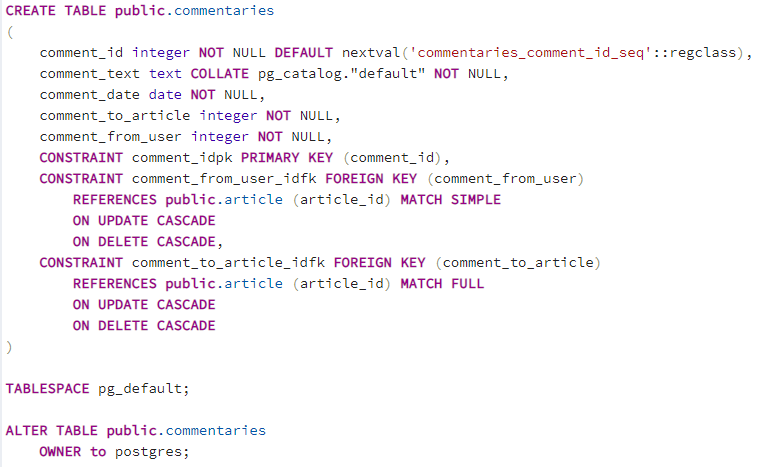 CREATE TABLE public.commentaries
(
    comment_id integer NOT NULL DEFAULT nextval('commentaries_comment_id_seq'::regclass),
    comment_text text COLLATE pg_catalog."default" NOT NULL,
    comment_date date NOT NULL,
    comment_to_article integer NOT NULL,
    comment_from_user integer NOT NULL,
    CONSTRAINT comment_idpk PRIMARY KEY (comment_id),
    CONSTRAINT comment_from_user_idfk FOREIGN KEY (comment_from_user)
        REFERENCES public.article (article_id) MATCH SIMPLE
        ON UPDATE CASCADE
        ON DELETE CASCADE,
    CONSTRAINT comment_to_article_idfk FOREIGN KEY (comment_to_article)
        REFERENCES public.article (article_id) MATCH FULL
        ON UPDATE CASCADE
        ON DELETE CASCADE
)
TABLESPACE pg_default;
ALTER TABLE public.commentaries
    OWNER to postgres;